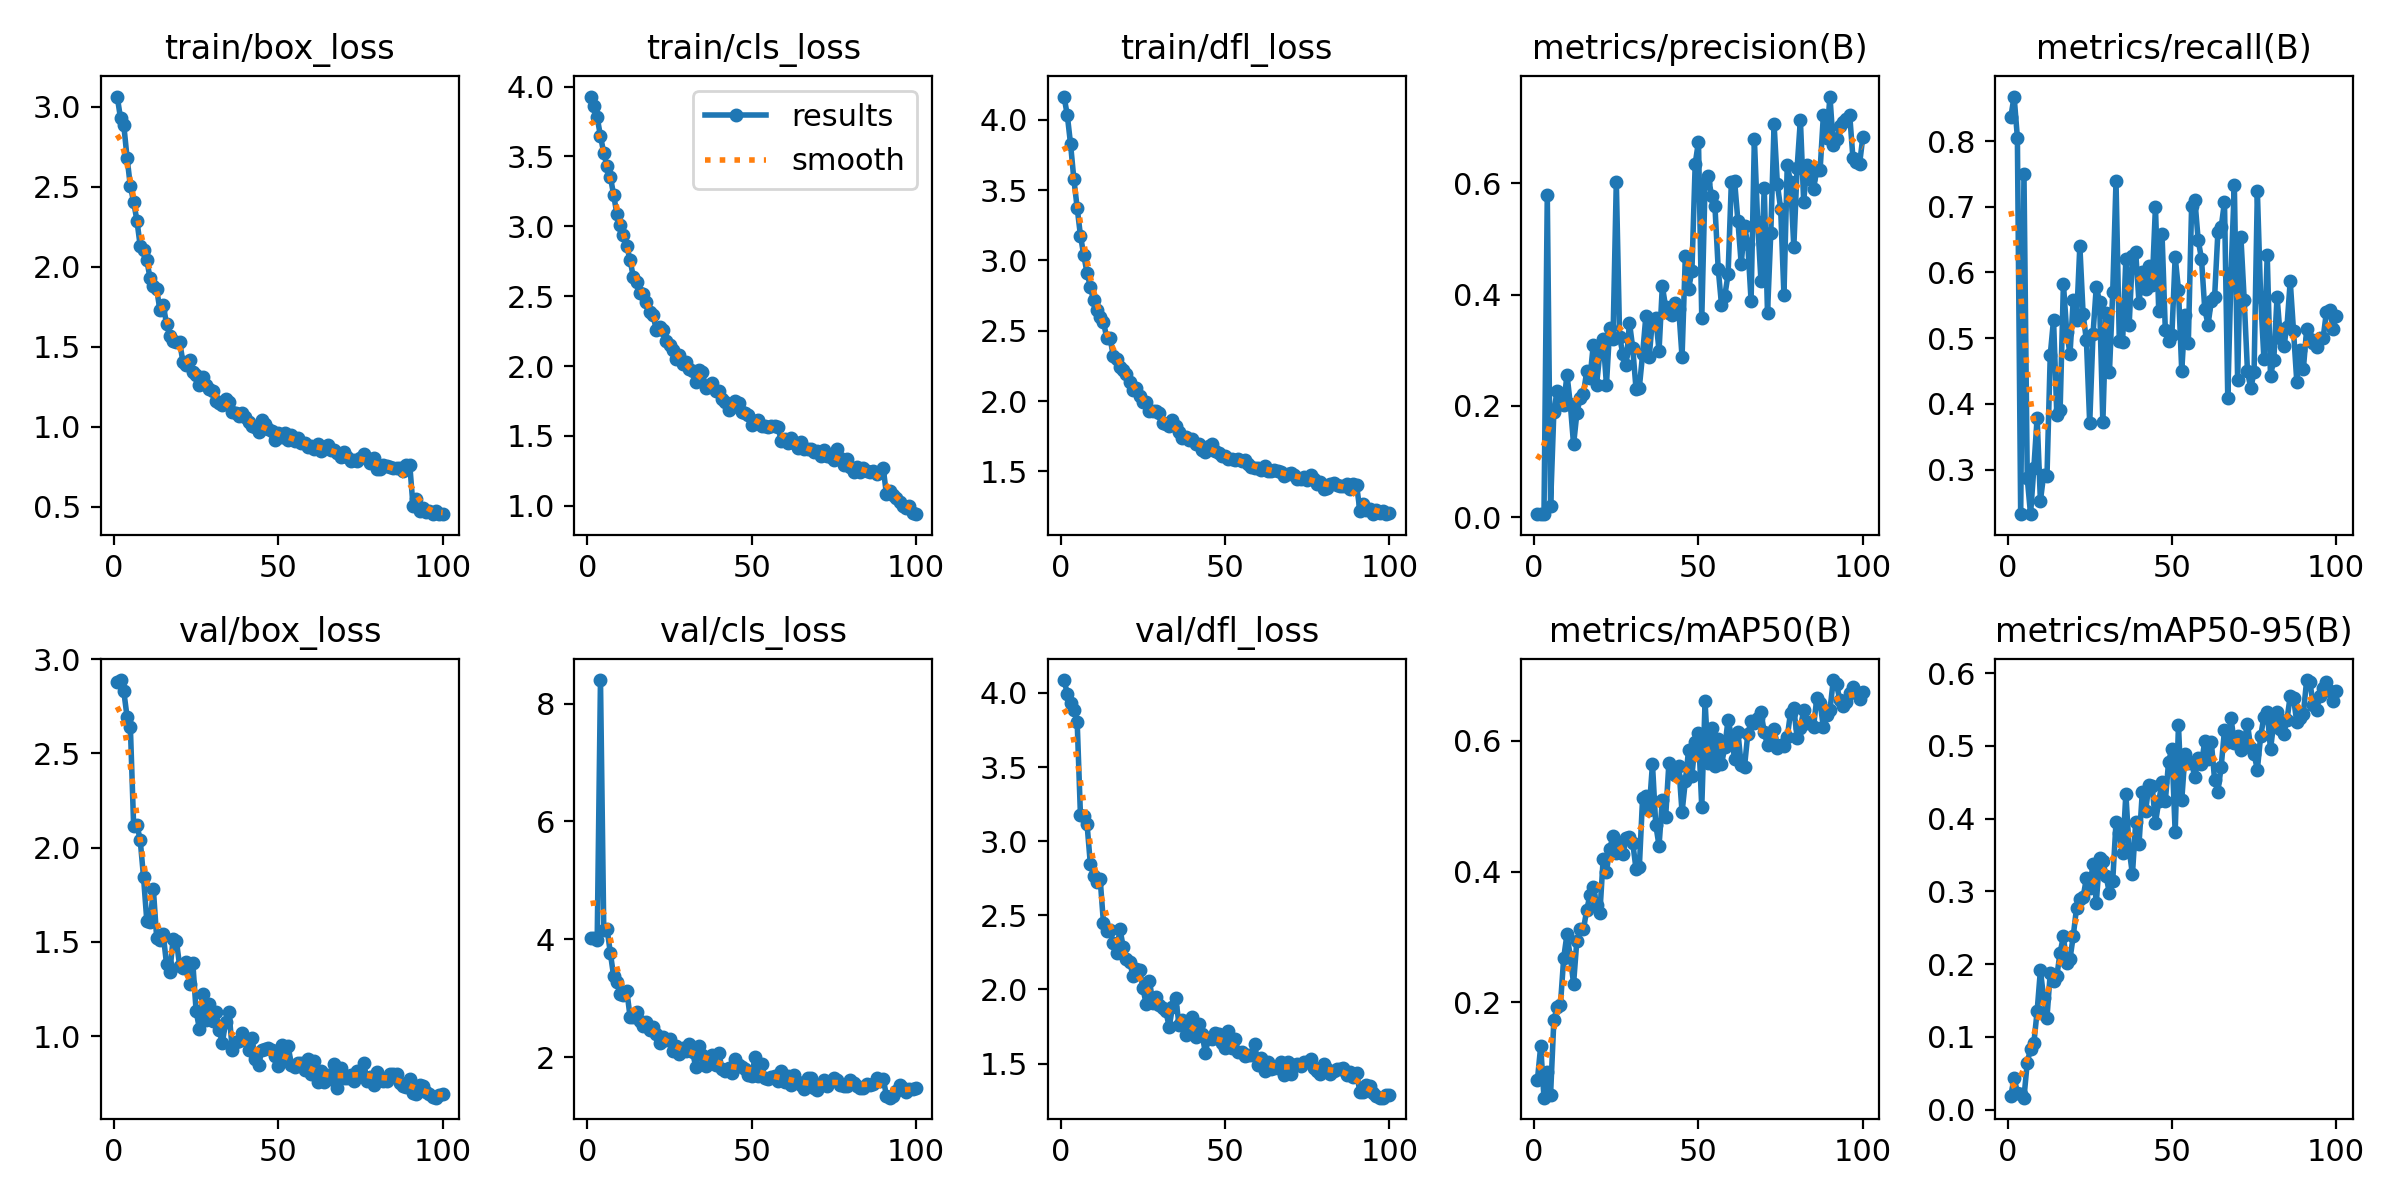 train/box_loss
3.0
2.5
2.0
1.5
1.0
0.5
0 50 100
train/cls_loss
results
smooth
4.0
3.5
3.0
2.5
2.0
1.5
1.0
0 50 100
train/dfl_loss
4.0
3.5
3.0
2.5
2.0
1.5
0 50 100
metrics/precision(B)
0.6
0.4
0.2
0.0
0 50 100
metrics/recall(B)
0.8
0.7
0.6
0.5
0.4
0.3
0 50 100
val/box_loss
3.0
2.5
2.0
1.5
1.0
0 50 100
val/cls_loss
8
6
4
2
0 50 100
val/dfl_loss
4.0
3.5
3.0
2.5
2.0
1.5
0 50 100
metrics/mAP50(B)
0.6
0.4
0.2
0 50 100
metrics/mAP50-95(B)
0.6
0.5
0.4
0.3
0.2
0.1
0.0
0 50 100